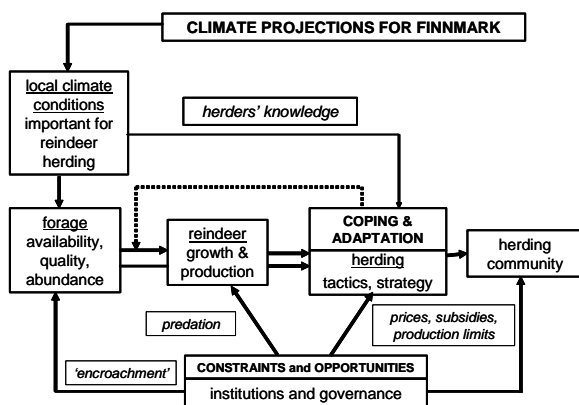 CLIMATE PROJECTIONS FOR FINNMARK
local climate
conditions
important for
reindeer
herding
herders' knowledge
forage
availability,
quality,
abundance
reindeer
growth &
production
COPING &
ADAPTATION
herding
tactics, strategy
herding
community
predation
prices, subsidies,
production limits
'encroachment'
CONSTRAINTS and OPPORTUNITIES
institutions and governance